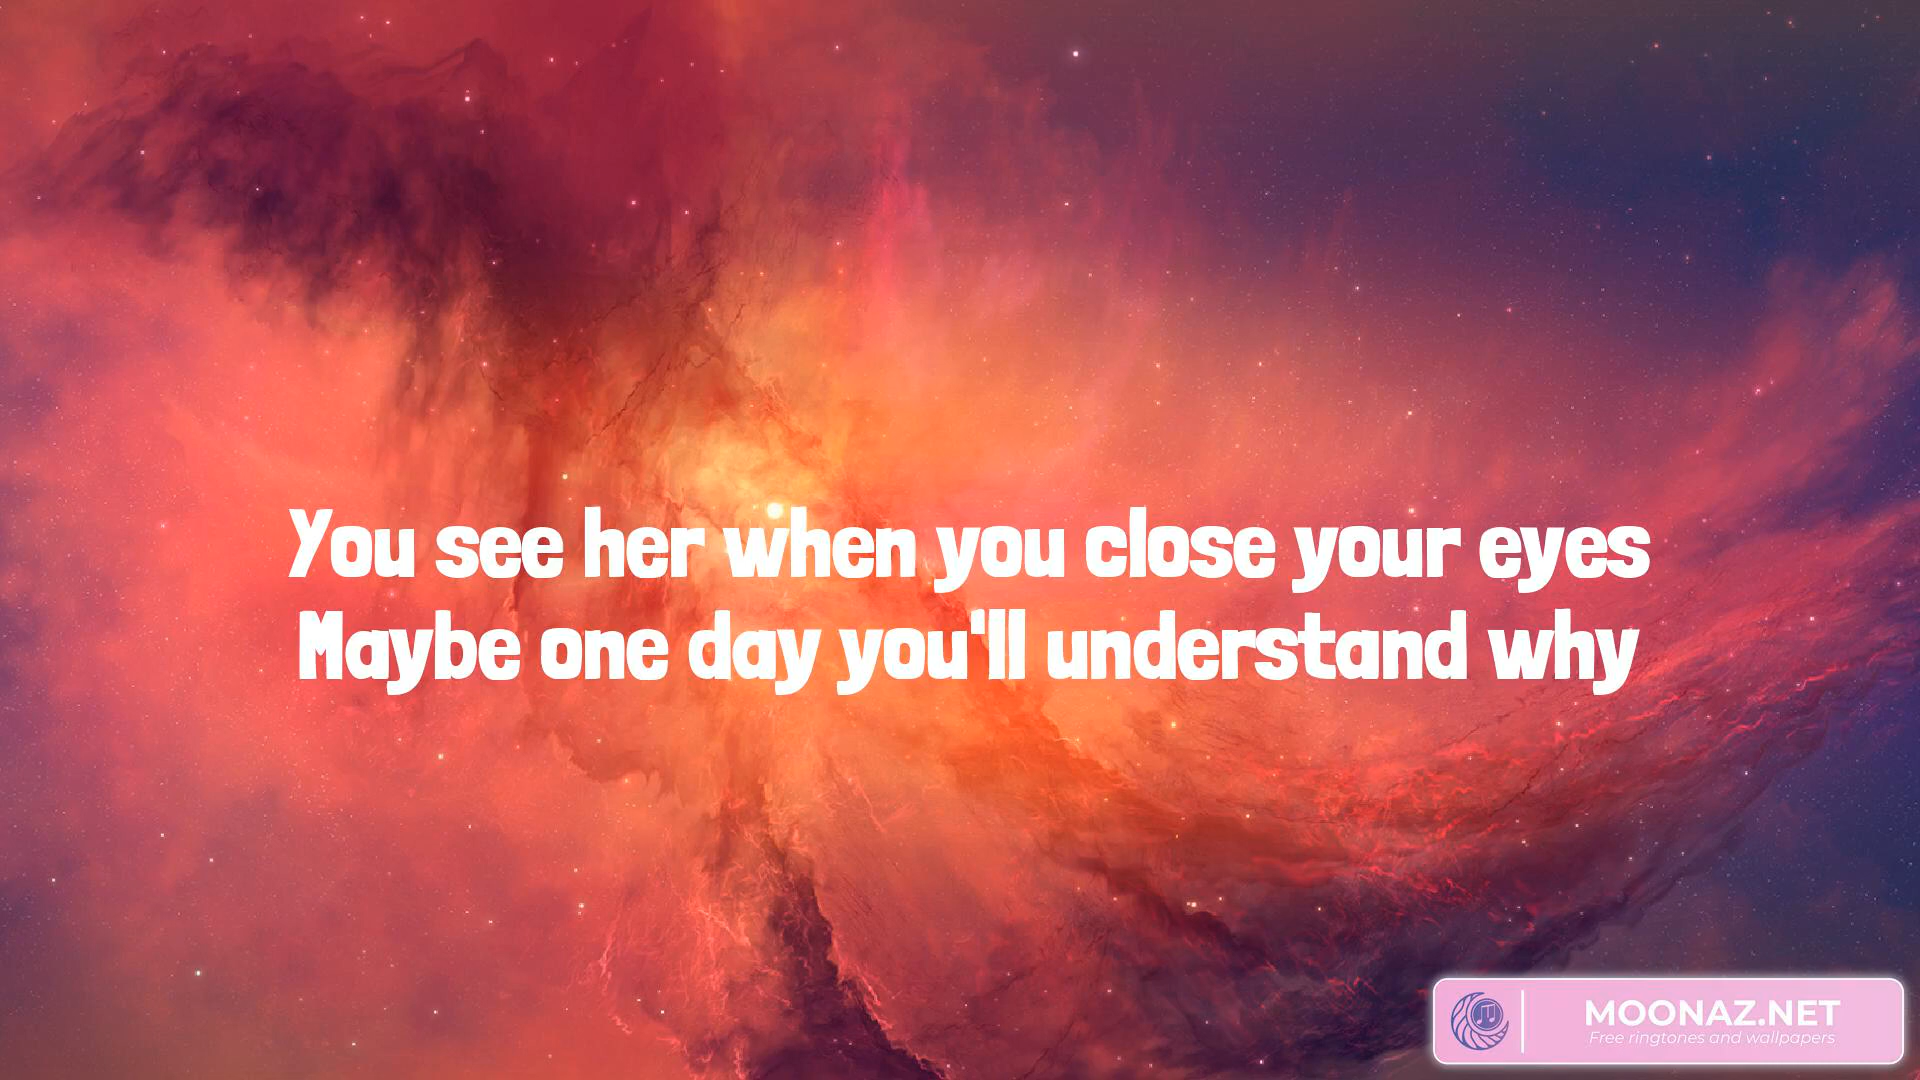 You see her when you close your eyes
Maybe one day you'll understand why
MOONAZ.NET
Free ringtones and wallpapers